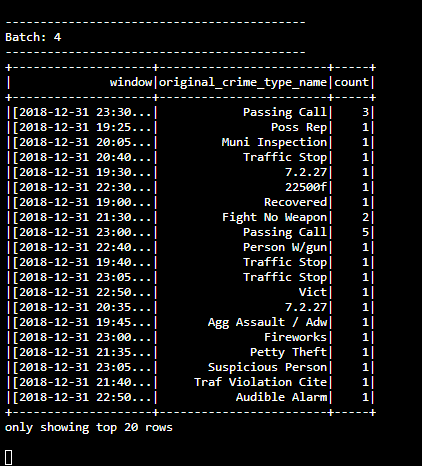 -------------------------------------------
Batch: 4
-------------------------------------------
+--------------------+------------------------+-----+
|              window|original_crime_type_name|count|
+--------------------+------------------------+-----+
|[2018-12-31 23:30...|            Passing Call|    3|
|[2018-12-31 19:25...|                Poss Rep|    1|
|[2018-12-31 20:05...|         Muni Inspection|    1|
|[2018-12-31 20:40...|            Traffic Stop|    1|
|[2018-12-31 19:30...|                  7.2.27|    1|
|[2018-12-31 22:30...|                  22500f|    1|
|[2018-12-31 19:00...|               Recovered|    1|
|[2018-12-31 21:30...|         Fight No Weapon|    2|
|[2018-12-31 23:00...|            Passing Call|    5|
|[2018-12-31 22:40...|            Person W/gun|    1|
|[2018-12-31 19:40...|            Traffic Stop|    1|
|[2018-12-31 23:05...|            Traffic Stop|    1|
|[2018-12-31 22:50...|                    Vict|    1|
|[2018-12-31 20:35...|                  7.2.27|    1|
|[2018-12-31 19:45...|       Agg Assault / Adw|    1|
|[2018-12-31 23:00...|               Fireworks|    1|
|[2018-12-31 21:35...|             Petty Theft|    1|
|[2018-12-31 23:05...|       Suspicious Person|    1|
|[2018-12-31 21:40...|     Traf Violation Cite|    1|
|[2018-12-31 22:50...|           Audible Alarm|    1|
+--------------------+------------------------+-----+
only showing top 20 rows